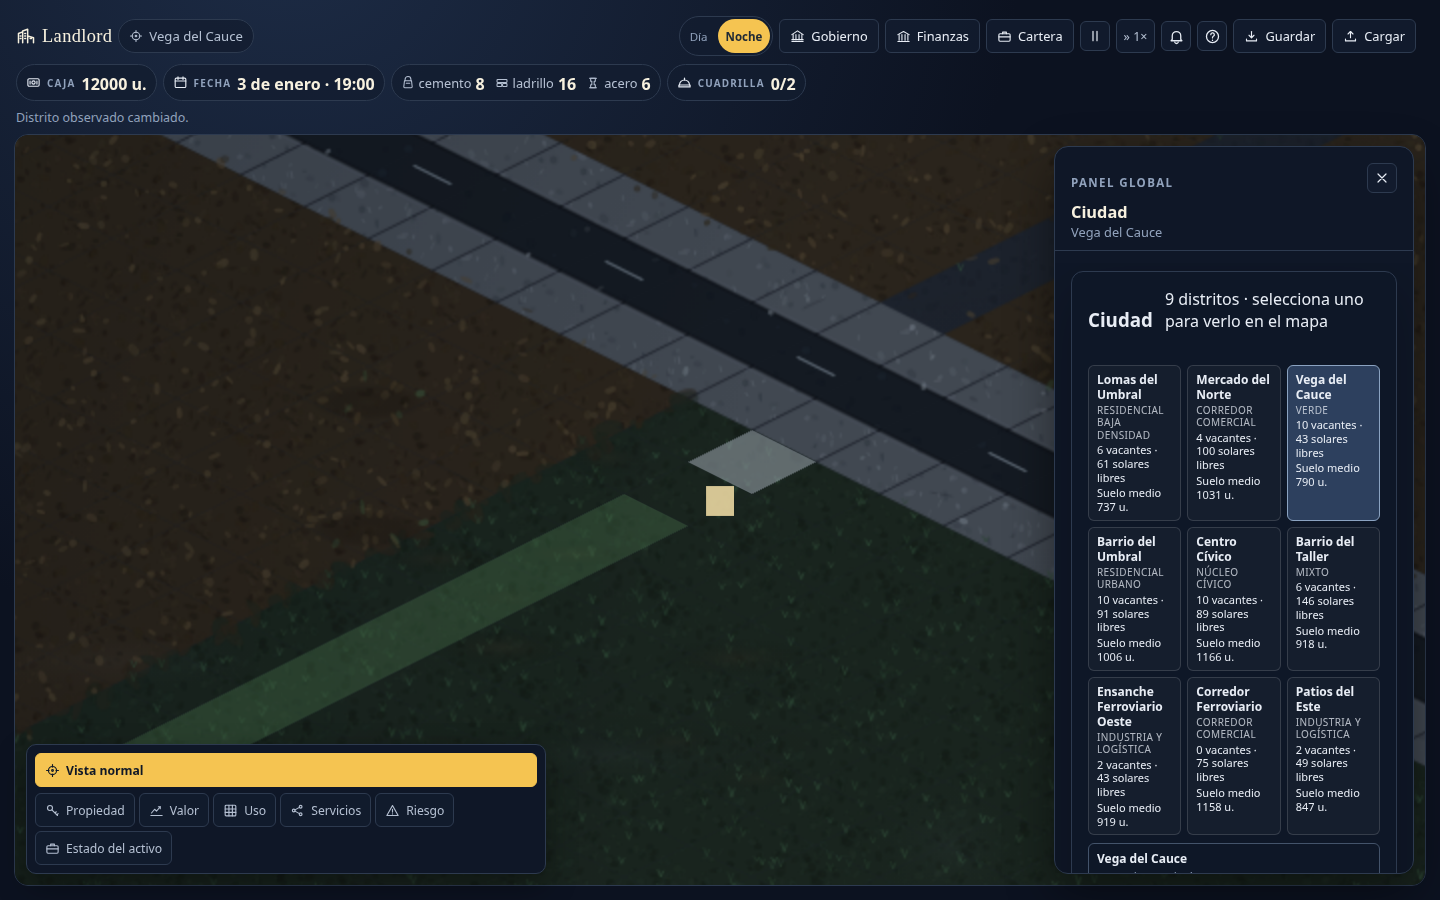 Landlord
Vega del Cauce
Día
Noche
Gobierno
Finanzas
Cartera
» 1×
Guardar
Cargar
CAJA 12000 u.
FECHA 3 de enero · 19:00
cemento 8 ladrillo 16 acero 6
CUADRILLA 0/2
Distrito observado cambiado.
PANEL GLOBAL
Ciudad
Vega del Cauce
Ciudad
9 distritos · selecciona uno
para verlo en el mapa
Lomas del
Umbral
RESIDENCIAL
BAJA
DENSIDAD
6 vacantes ·
61 solares
libres
Suelo medio
737 u.
Mercado del
Norte
CORREDOR
COMERCIAL
4 vacantes ·
100 solares
libres
Suelo medio
1031 u.
Vega del
Cauce
VERDE
10 vacantes ·
43 solares
libres
Suelo medio
790 u.
Barrio del
Umbral
RESIDENCIAL
URBANO
10 vacantes ·
91 solares
libres
Suelo medio
1006 u.
Centro
Cívico
NÚCLEO
CÍVICO
10 vacantes ·
89 solares
libres
Suelo medio
1166 u.
Barrio del
Taller
MIXTO
6 vacantes ·
146 solares
libres
Suelo medio
918 u.
Ensanche
Ferroviario
Oeste
INDUSTRIA Y
LOGÍSTICA
2 vacantes ·
43 solares
libres
Suelo medio
919 u.
Corredor
Ferroviario
CORREDOR
COMERCIAL
0 vacantes ·
75 solares
libres
Suelo medio
1158 u.
Patios del
Este
INDUSTRIA Y
LOGÍSTICA
2 vacantes ·
49 solares
libres
Suelo medio
847 u.
Vega del Cauce
Vista normal
Propiedad
Valor
Uso
Servicios
Riesgo
Estado del activo